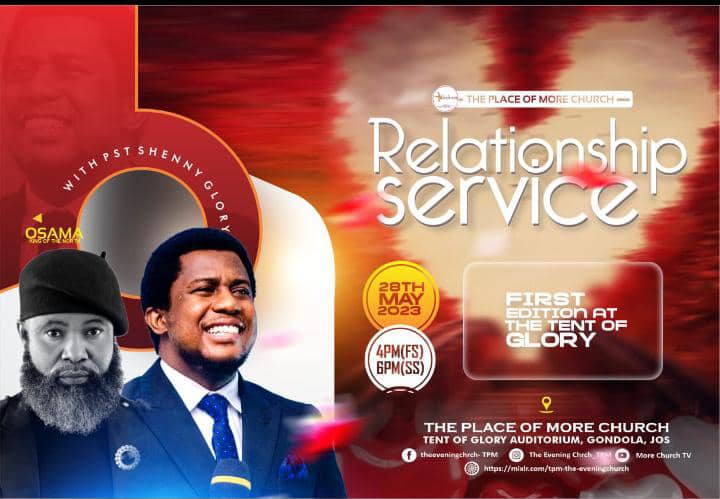 THE PLACE OF MORE CHURCH
Relationship
service
WITH PST SHENNY GLORY
OSAMA
KING OF THE NORTH
28TH
MAY
2023
4PM(FS)
6PM(SS)
FIRST
EDITION AT
THE TENT OF
GLORY
THE PLACE OF MORE CHURCH
TENT OF GLORY AUDITORIUM, GONDOLA, JOS
theeveningchrch- TPM
The Evening Chrch_TPM
More Church TV
https://mixlr.com/tpm-the-eveningchurch